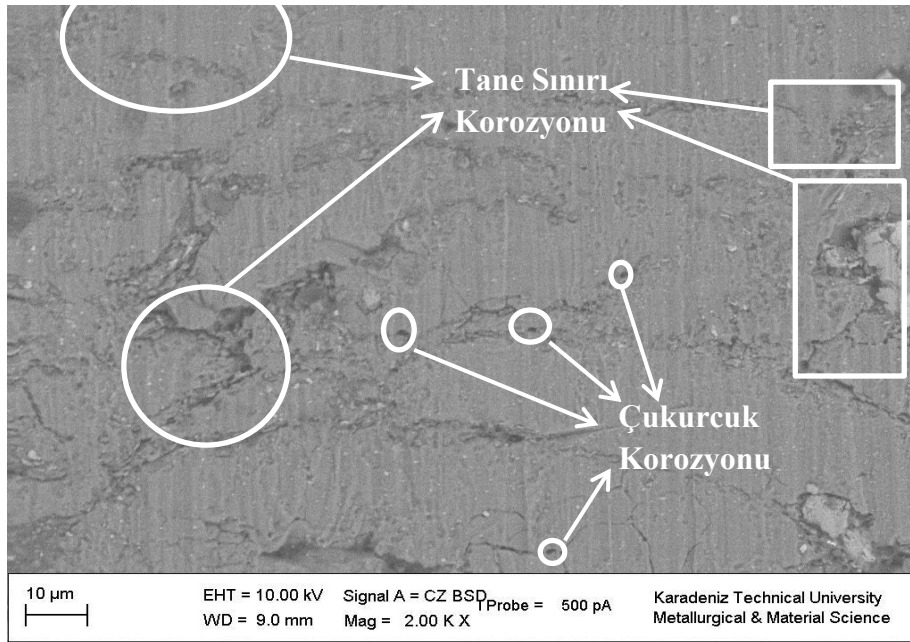 Tane Sınırı
Korozyonu
Çukurcuk
Korozyonu
10 µm
EHT = 10.00 kV Signal A = CZ BSD TProbe = 500 pA Karadeniz Technical University
WD = 9.0 mm Mag = 2.00 K X Metallurgical & Material Science